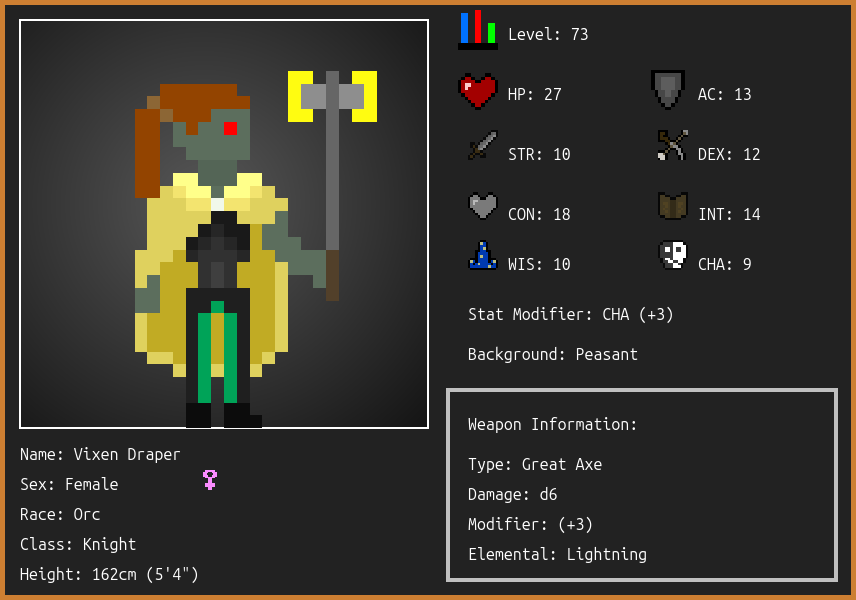 Level: 73
HP: 27
AC: 13
STR: 10
DEX: 12
CON: 18
INT: 14
WIS: 10
CHA: 9
Stat Modifier: CHA (+3)
Background: Peasant
Weapon Information:
Type: Great Axe
Damage: d6
Modifier: (+3)
Elemental: Lightning
Name: Vixen Draper
Sex: Female
Race: Orc
Class: Knight
Height: 162cm (5'4")